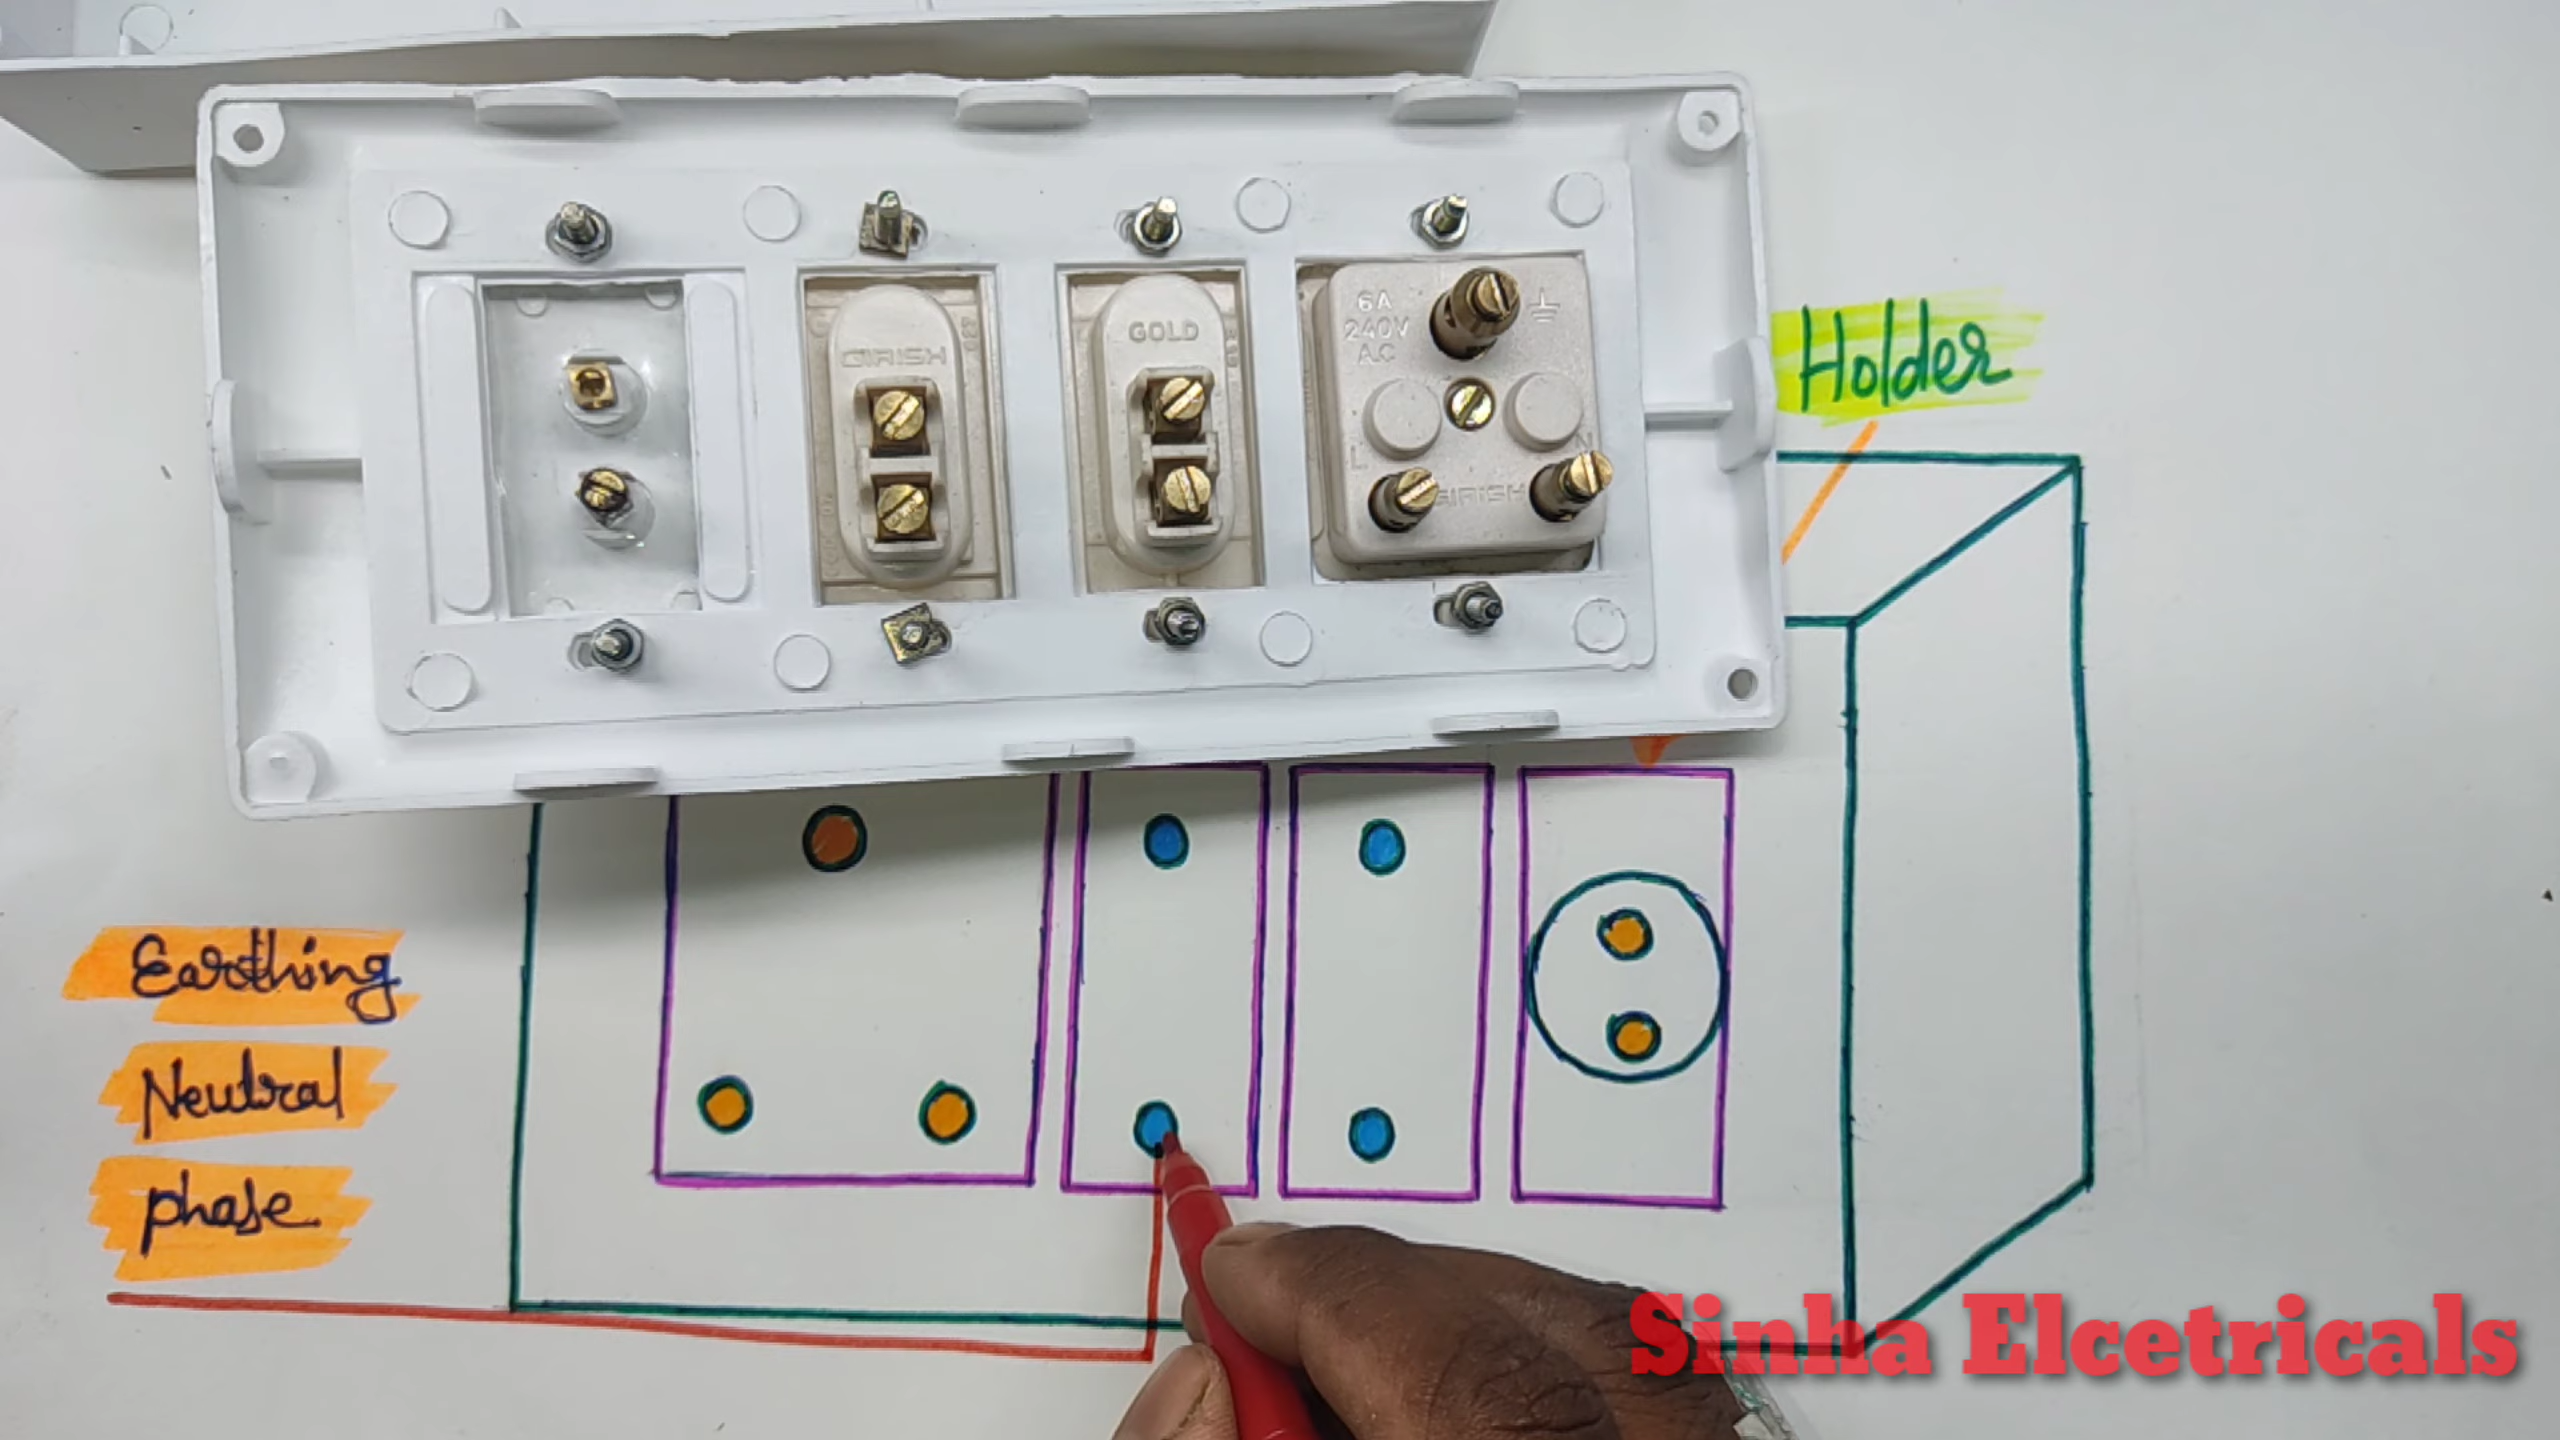 GIRISH
GOLD
6A
240V
A.C
L
N
GIRISH
Holder
Earthing
Neutral
phase
Sinha Elcetricals